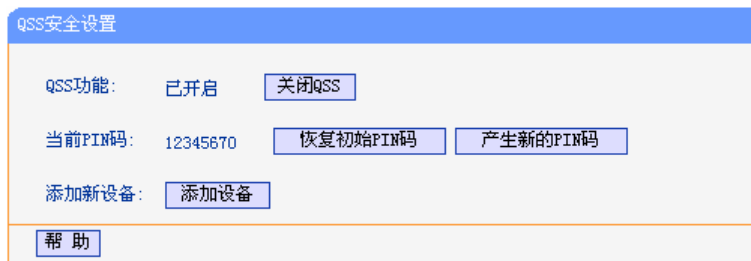 QSS安全设置
QSS功能: 已开启 关闭QSS
当前PIN码: 12345670 恢复初始PIN码 产生新的PIN码
添加新设备: 添加设备
帮 助